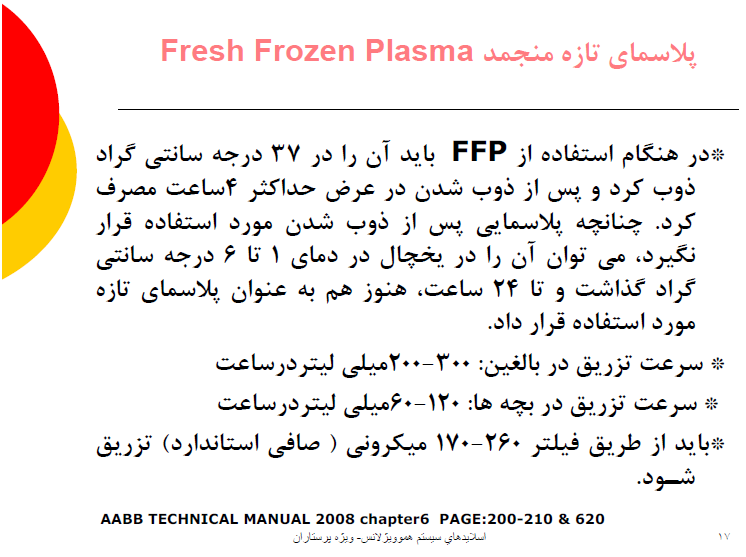 پلاسمای تازه منجمد Fresh Frozen Plasma
❊در هنگام استفاده از FFP باید آن را در ۳۷ درجه سانتی گراد
ذوب کرد و پس از ذوب شدن در عرض حداکثر ۴ساعت مصرف
کرد. چنانچه پلاسمایی پس از ذوب شدن مورد استفاده قرار
نگیرد، می توان آن را در یخچال در دمای ۱ تا ۶ درجه سانتی
گراد گذاشت و تا ۲۴ ساعت، هنوز هم به عنوان پلاسمای تازه
مورد استفاده قرار داد.
❊ سرعت تزریق در بالغین: ۳۰۰-۲۰۰میلی لیتردرساعت
❊ سرعت تزریق در بچه ها: ۱۲۰-۶۰میلی لیتردرساعت
❊باید از طریق فیلتر ۲۶۰-۱۷۰ میکرونی ( صافی استاندارد) تزریق
شـود.
AABB TECHNICAL MANUAL 2008 chapter6 PAGE:200-210 & 620
اسلایدهاي سیستم هموویژلانس- ویژه پرستاران
۱۷